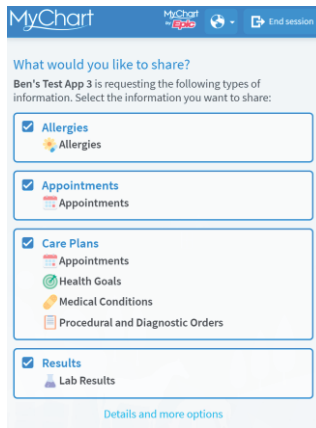 MyChart
MyChart
by Epic
End session
What would you like to share?
Ben's Test App 3 is requesting the following types of
information. Select the information you want to share:
Allergies
Allergies
Appointments
Appointments
Care Plans
Appointments
Health Goals
Medical Conditions
Procedural and Diagnostic Orders
Results
Lab Results
Details and more options